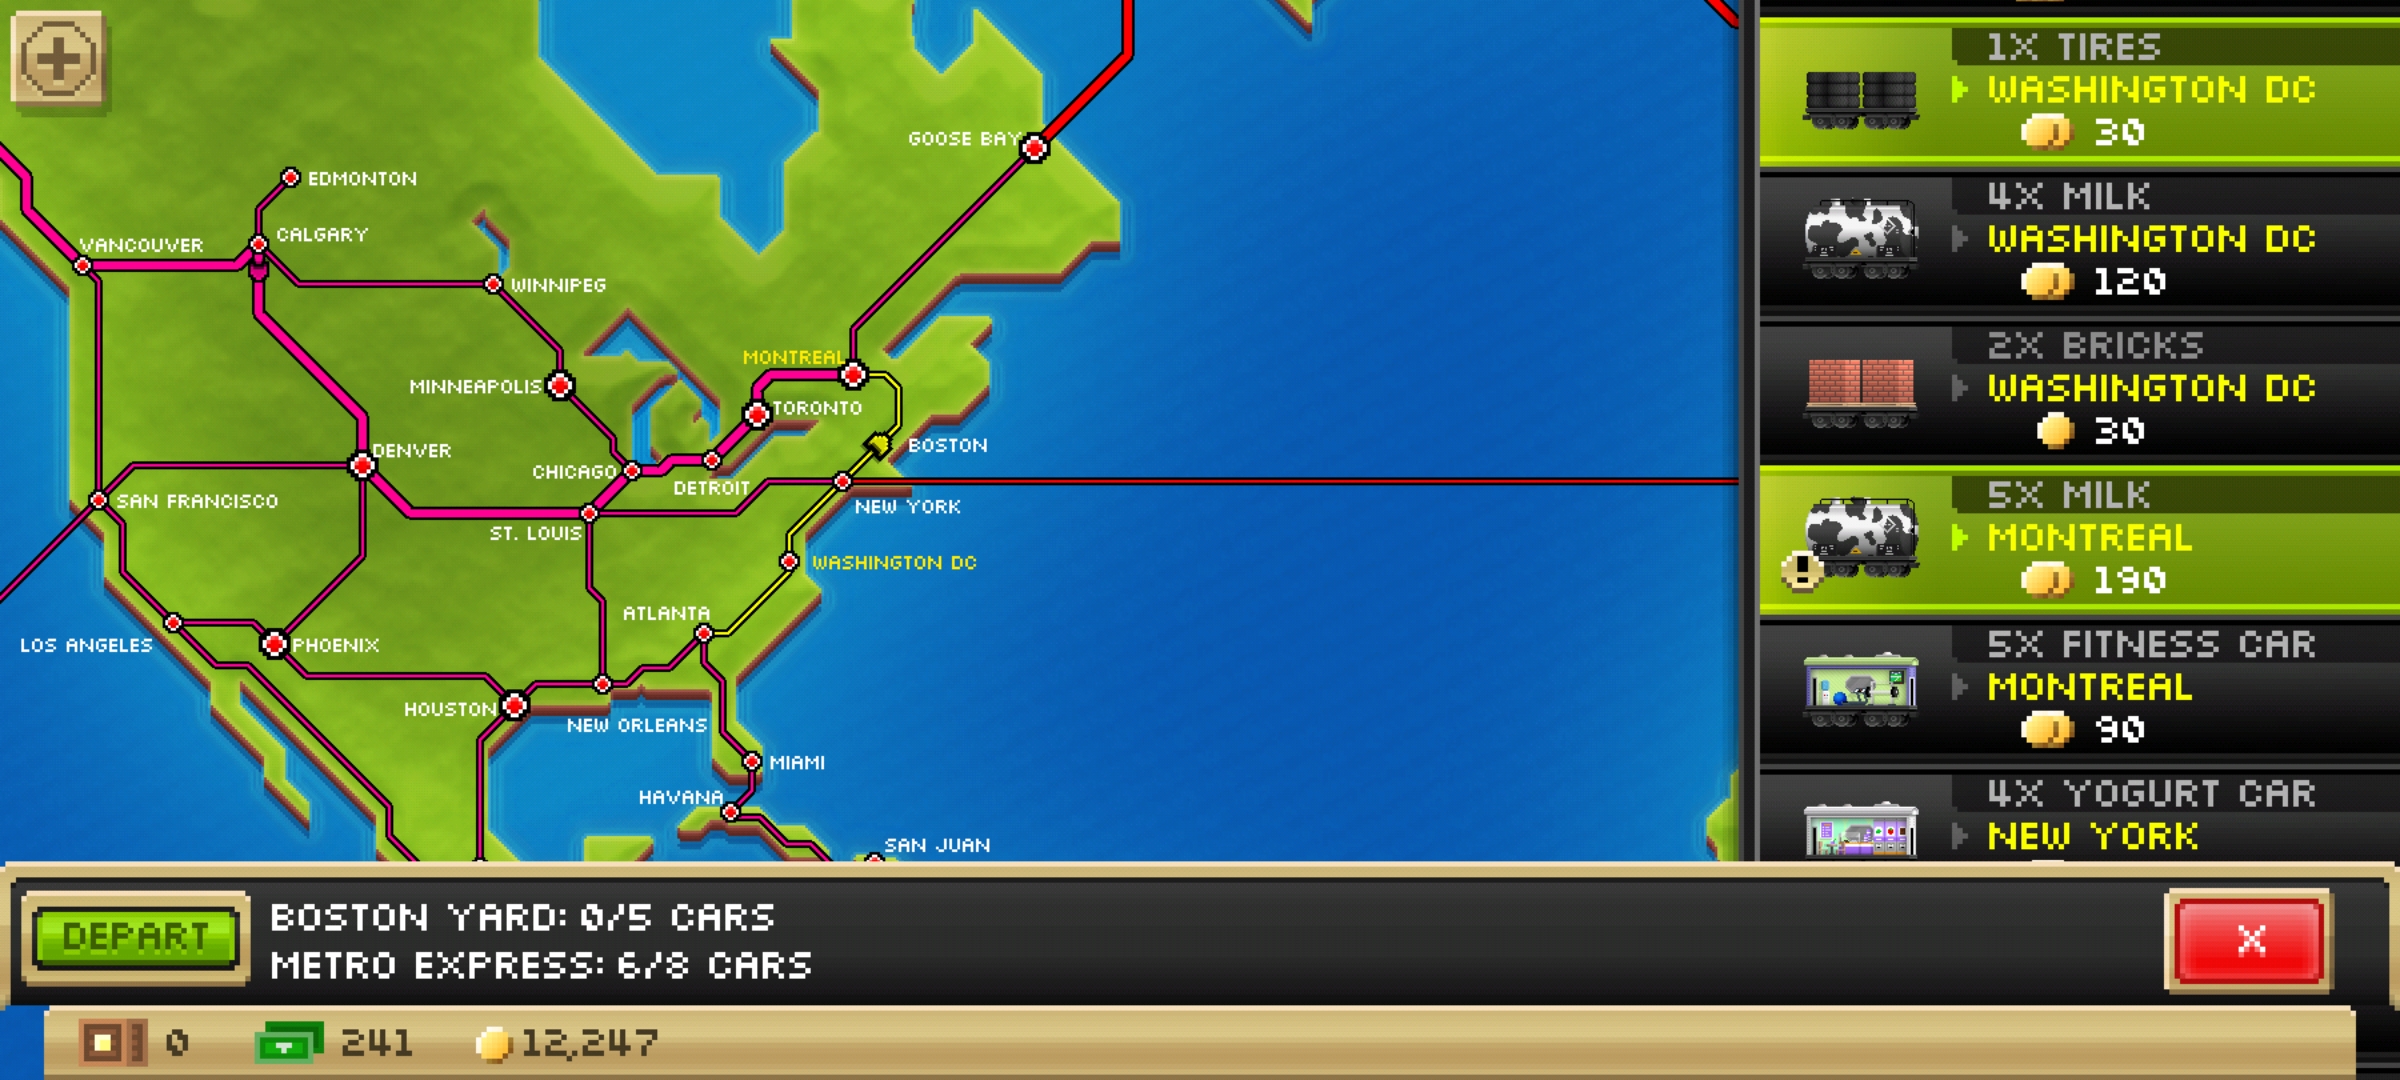 GOOSE BAY
EDMONTON
CALGARY
VANCOUVER
WINNIPEG
MONTREAL
MINNEAPOLIS
TORONTO
BOSTON
DENVER
CHICAGO
DETROIT
SAN FRANCISCO
NEW YORK
ST. LOUIS
WASHINGTON DC
ATLANTA
LOS ANGELES
PHOENIX
HOUSTON
NEW ORLEANS
MIAMI
HAVANA
SAN JUAN
1X TIRES
WASHINGTON DC
30
4X MILK
WASHINGTON DC
120
2X BRICKS
WASHINGTON DC
30
5X MILK
MONTREAL
! 190
5X FITNESS CAR
MONTREAL
90
4X YOGURT CAR
NEW YORK
DEPART
BOSTON YARD: 0/5 CARS
METRO EXPRESS: 6/8 CARS
X
0 241 12,247